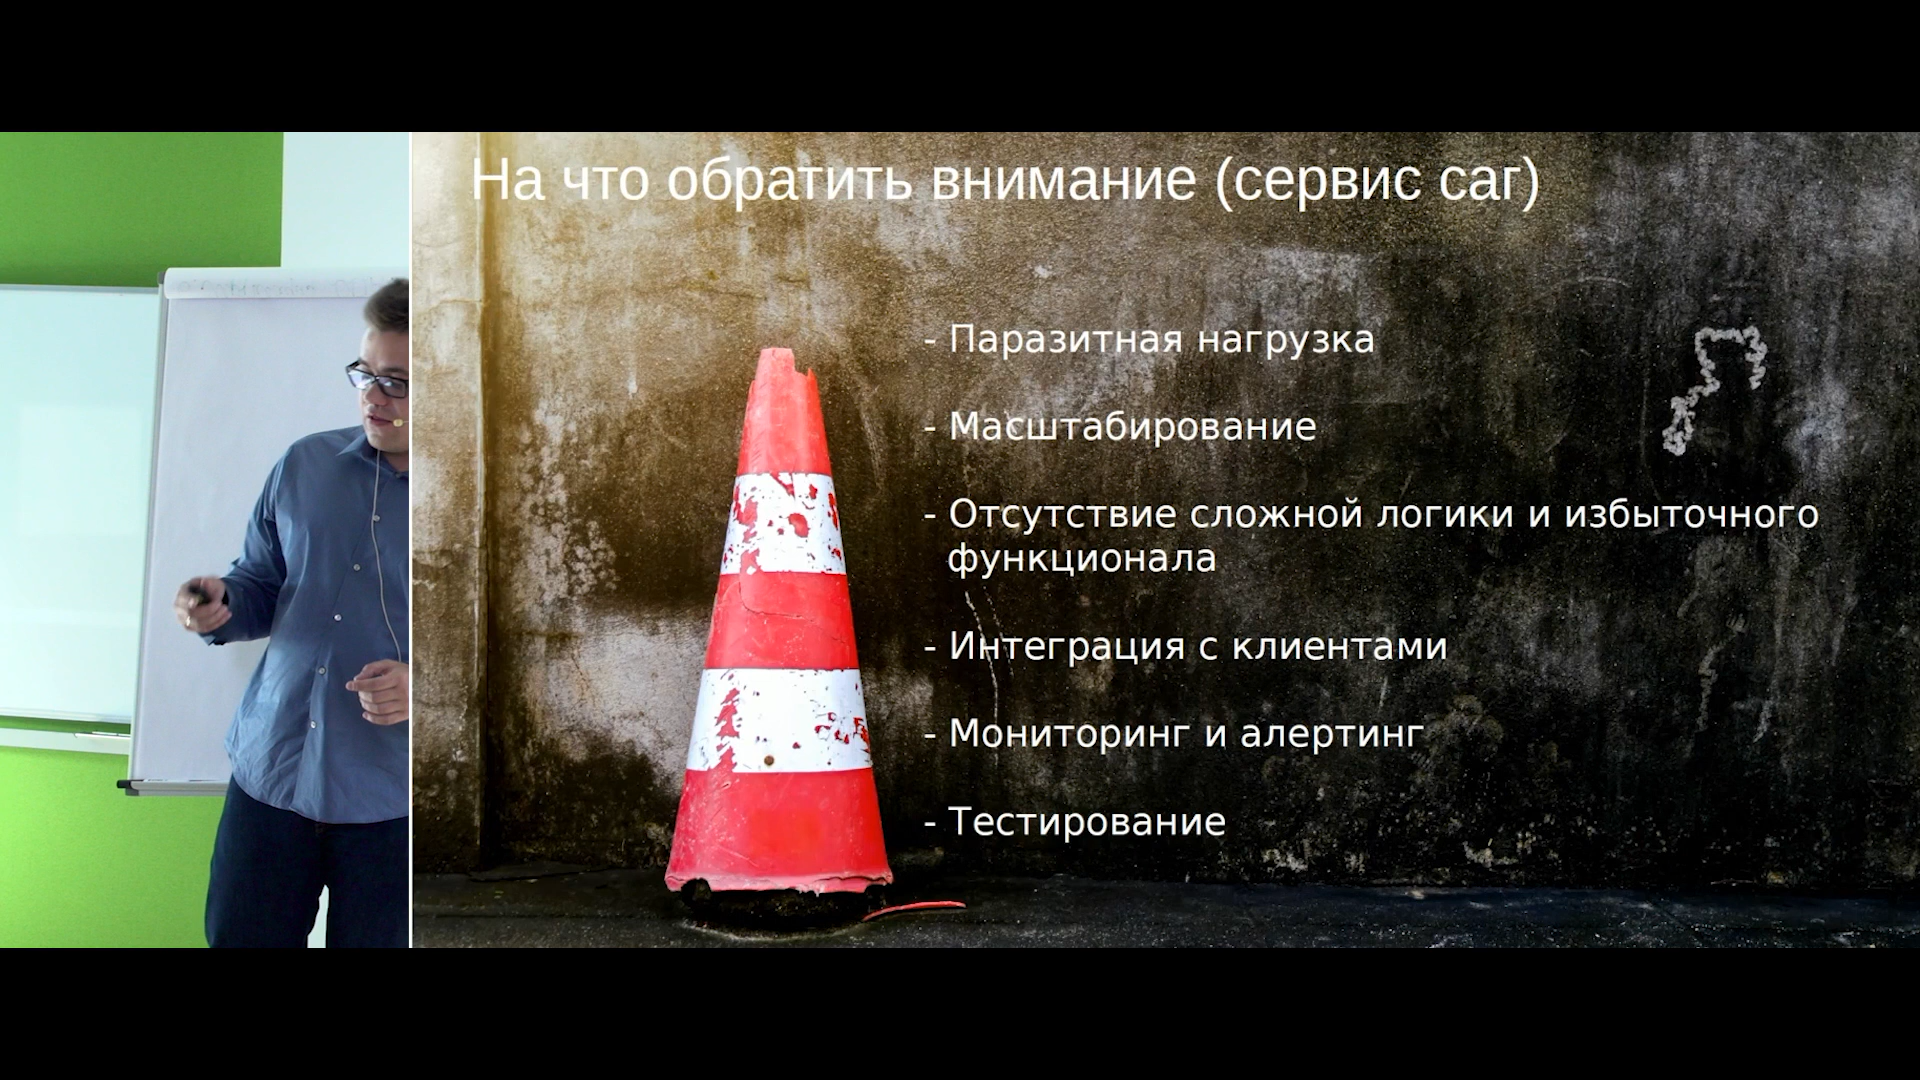 На что обратить внимание (сервис саг)
- Паразитная нагрузка
- Масштабирование
- Отсутствие сложной логики и избыточного
функционала
- Интеграция с клиентами
- Мониторинг и алертинг
- Тестирование